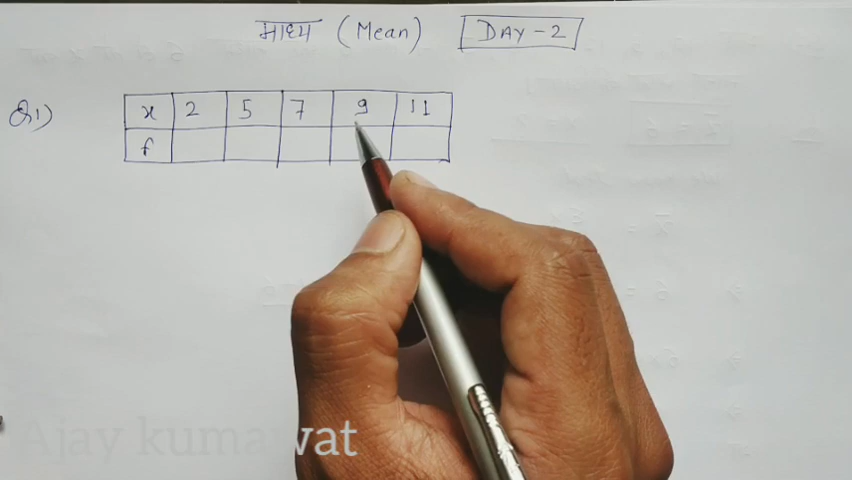 माध्य (Mean) DAY-2
Q1) x 2 5 7 9 11
f
Ajay kumawat